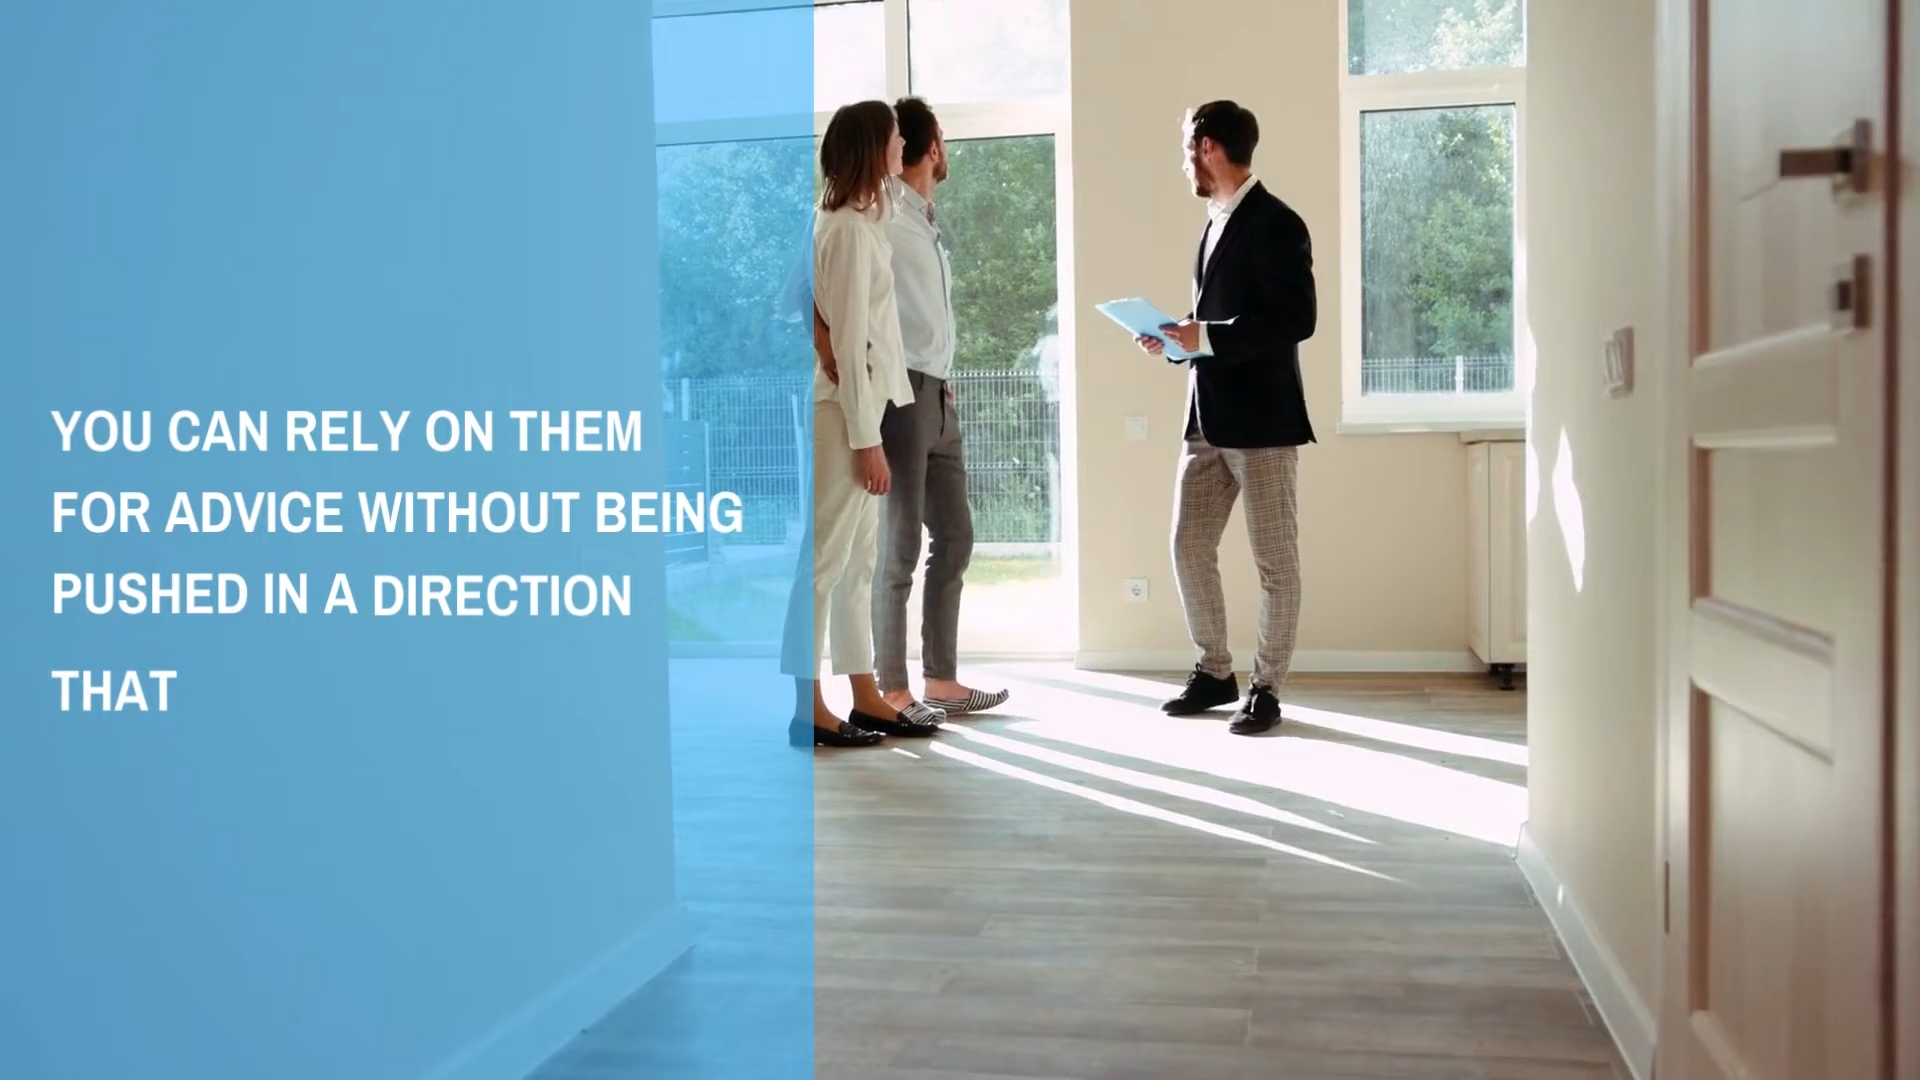 YOU CAN RELY ON THEM
FOR ADVICE WITHOUT BEING
PUSHED IN A DIRECTION
THAT